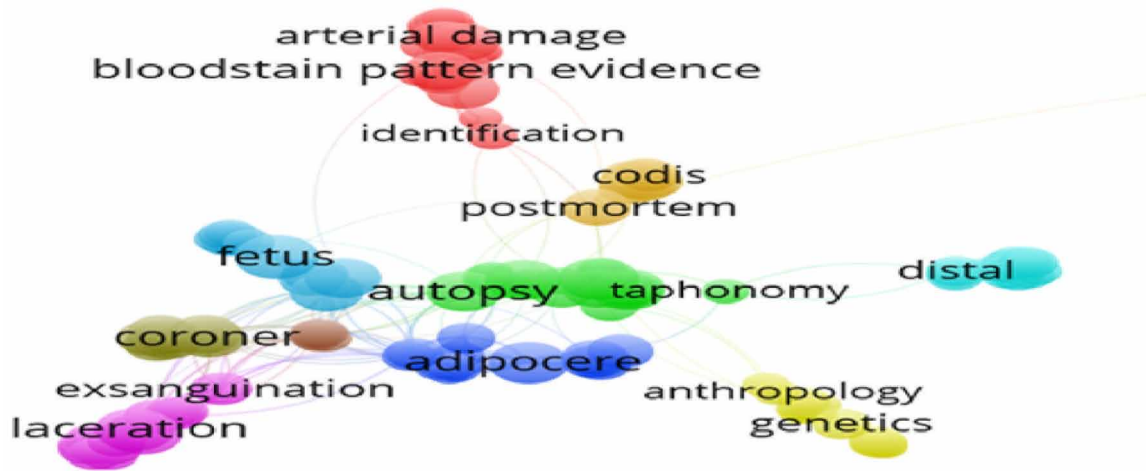 arterial damage
bloodstain pattern evidence
identification
codis
postmortem
fetus
distal
autopsy
taphonomy
coroner
adipocere
exsanguination
anthropology
genetics
laceration